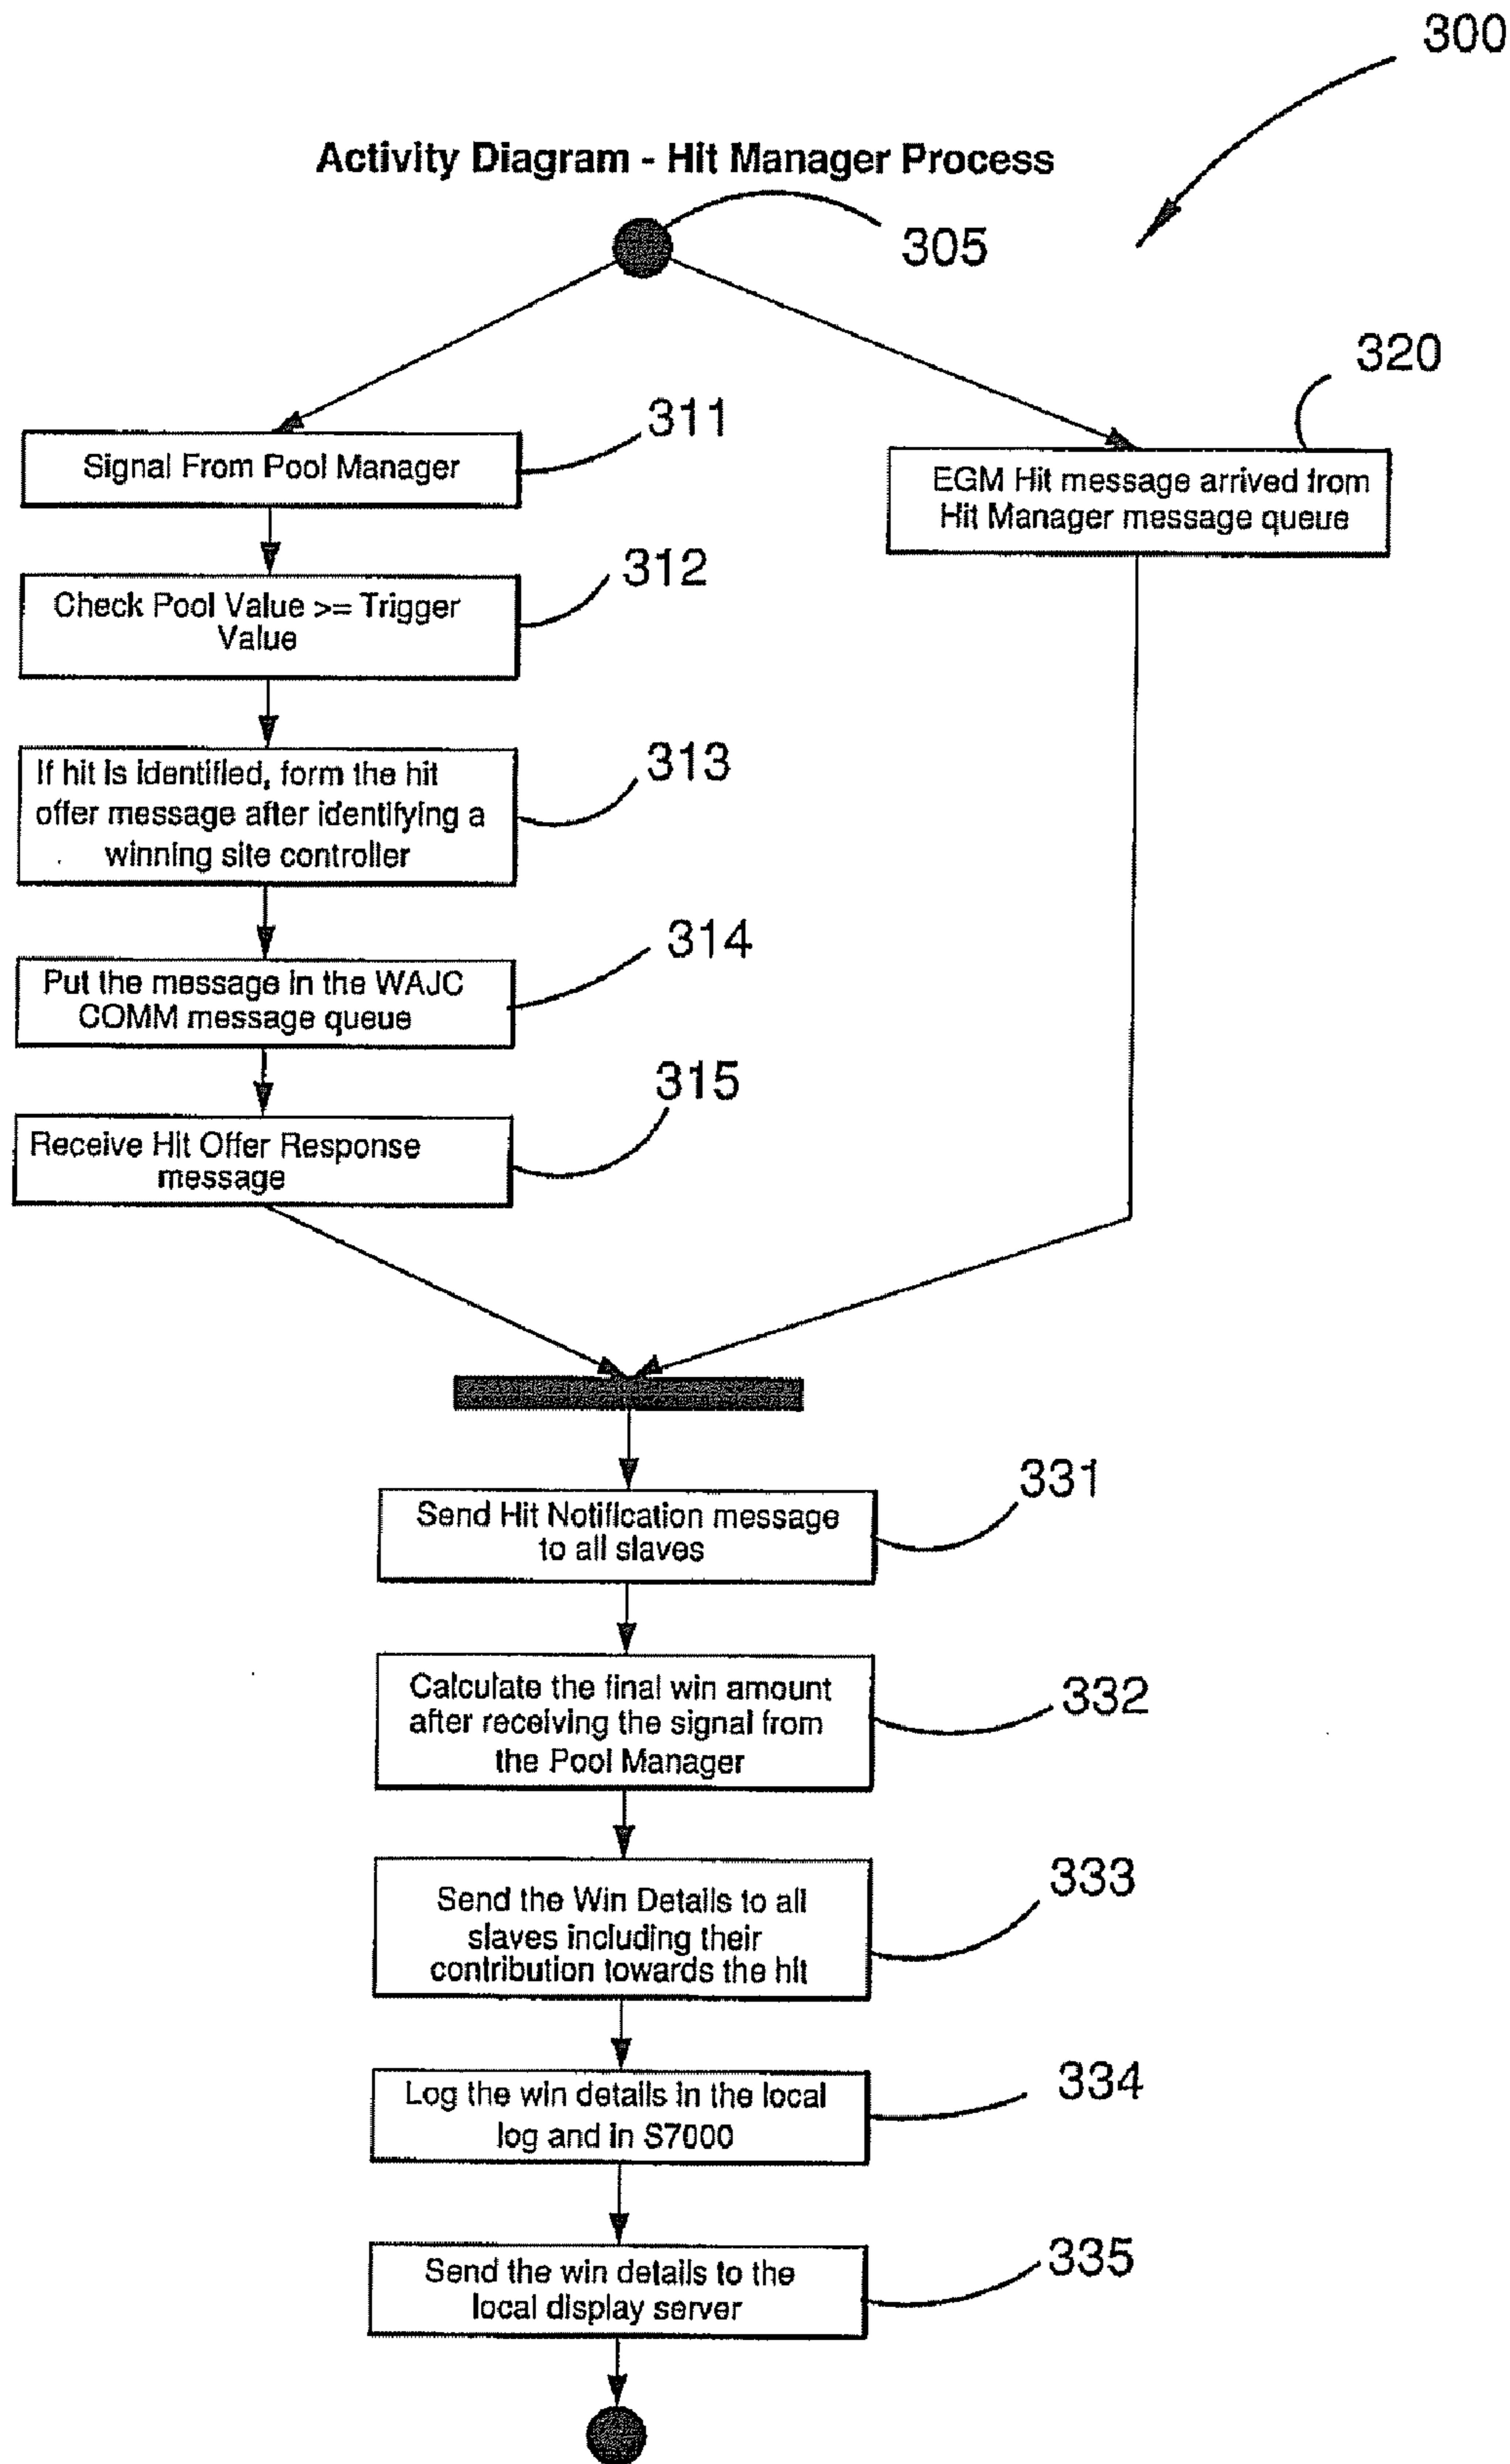 300
Activity Diagram - Hit Manager Process
305
311
Signal From Pool Manager
320
EGM Hit message arrived from
Hit Manager message queue
312
Check Pool Value >= Trigger
Value
313
If hit is identified, form the hit
offer message after identifying a
winning site controller
314
Put the message in the WAJC
COMM message queue
315
Receive Hit Offer Response
message
331
Send Hit Notification message
to all slaves
332
Calculate the final win amount
after receiving the signal from
the Pool Manager
333
Send the Win Details to all
slaves including their
contribution towards the hit
334
Log the win details in the local
log and in S7000
335
Send the win details to the
local display server